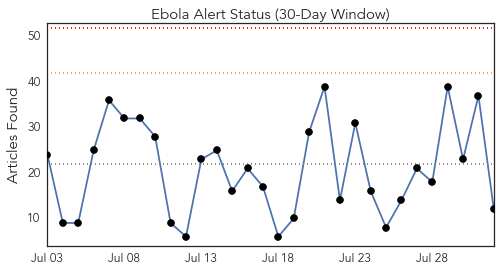 Ebola Alert Status (30-Day Window)
Articles Found
50
40
30
20
10
Jul 03 Jul 08 Jul 13 Jul 18 Jul 23 Jul 28